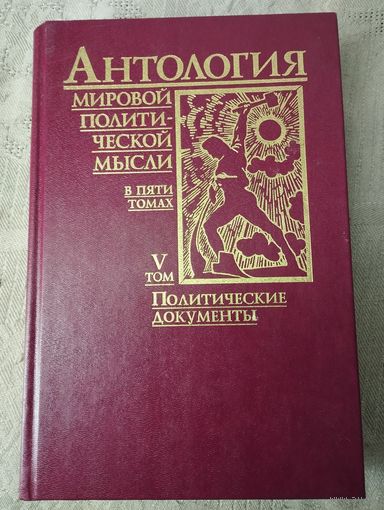 Антология
мировой
полити-
ческой
мысли
в пяти
томах
V
том
Политические
документы